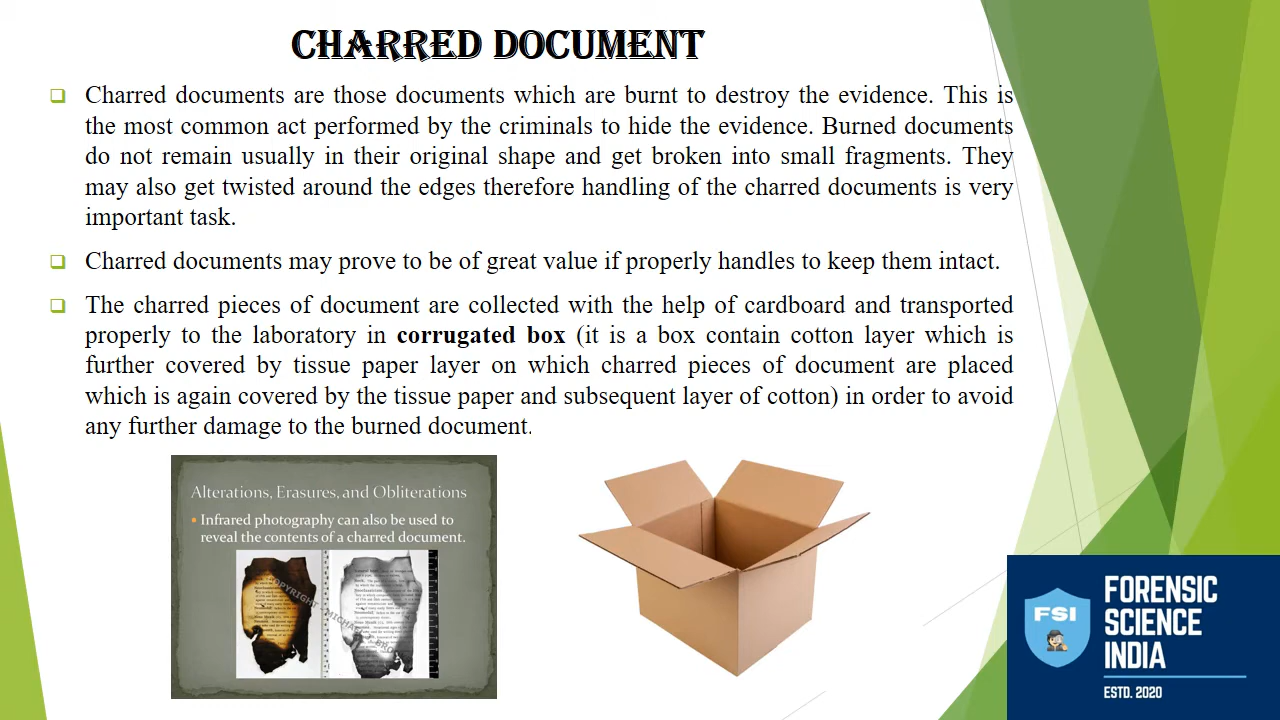 CHARRED DOCUMENT
Charred documents are those documents which are burnt to destroy the evidence. This is
the most common act performed by the criminals to hide the evidence. Burned documents
do not remain usually in their original shape and get broken into small fragments. They
may also get twisted around the edges therefore handling of the charred documents is very
important task.
Charred documents may prove to be of great value if properly handles to keep them intact.
The charred pieces of document are collected with the help of cardboard and transported
properly to the laboratory in corrugated box (it is a box contain cotton layer which is
further covered by tissue paper layer on which charred pieces of document are placed
which is again covered by the tissue paper and subsequent layer of cotton) in order to avoid
any further damage to the burned document.
Alterations, Erasures, and Obliterations
Infrared photography can also be used to
reveal the contents of a charred document.
FSI
FORENSIC
SCIENCE
INDIA
ESTD. 2020